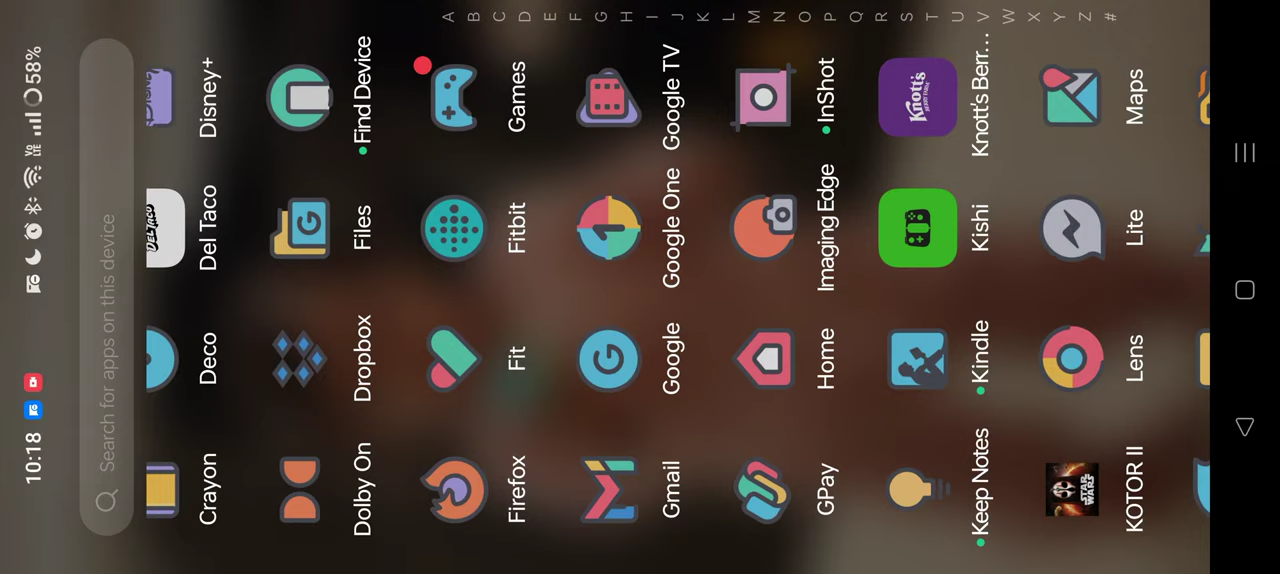 10:18
58%
Search for apps on this device
Crayon Deco Del Taco Disney+
Dolby On Dropbox Files Find Device
Firefox Fit Fitbit Games
Gmail Google Google One Google TV
GPay Home Imaging Edge InShot
Keep Notes Kindle Kishi Knott's Berr...
KOTOR II Lens Lite Maps
A
B
C
D
E
F
G
H
I
J
K
L
M
N
O
P
Q
R
S
T
U
V
W
X
Y
Z
#